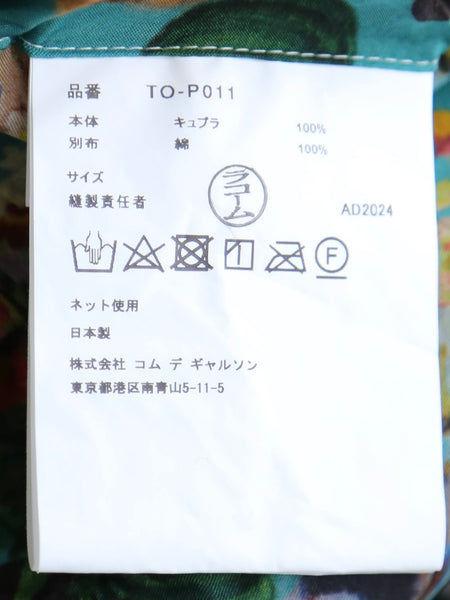 品番 TO-P011
本体 キュプラ 100%
別布 綿 100%
サイズ
縫製責任者 ラコーム AD2024
F
ネット使用
日本製
株式会社 コム デ ギャルソン
東京都港区南青山5-11-5